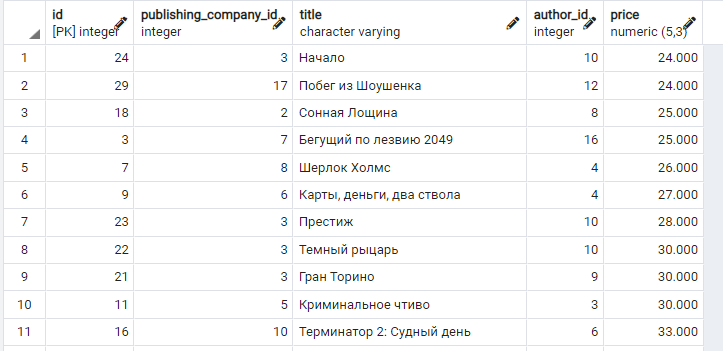 id publishing_company_id title author_id price
[PK] integer integer character varying integer numeric (5,3)
1 24 3 Начало 10 24.000
2 29 17 Побег из Шоушенка 12 24.000
3 18 2 Сонная Лощина 8 25.000
4 3 7 Бегущий по лезвию 2049 16 25.000
5 7 8 Шерлок Холмс 4 26.000
6 9 6 Карты, деньги, два ствола 4 27.000
7 23 3 Престиж 10 28.000
8 22 3 Темный рыцарь 10 30.000
9 21 3 Гран Торино 9 30.000
10 11 5 Криминальное чтиво 3 30.000
11 16 10 Терминатор 2: Судный день 6 33.000